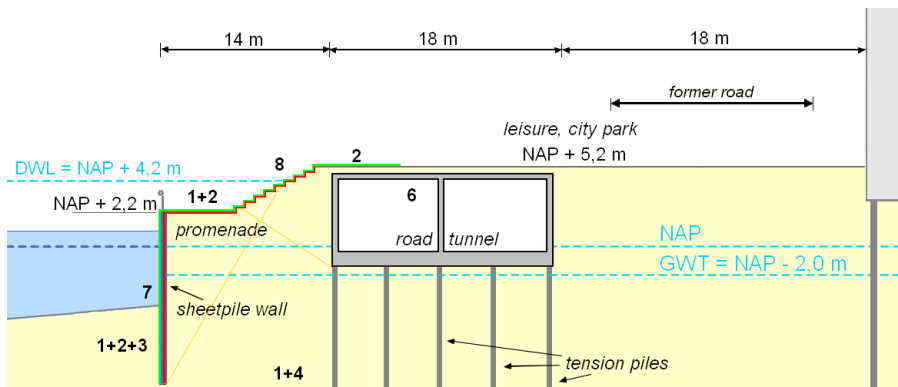 14 m
18 m
18 m
former road
leisure, city park
DWL = NAP + 4,2 m
8
2
NAP + 5,2 m
1+2
6
NAP + 2,2 m
promenade
road
tunnel
NAP
GWT = NAP - 2,0 m
7
sheetpile wall
1+2+3
1+4
tension piles